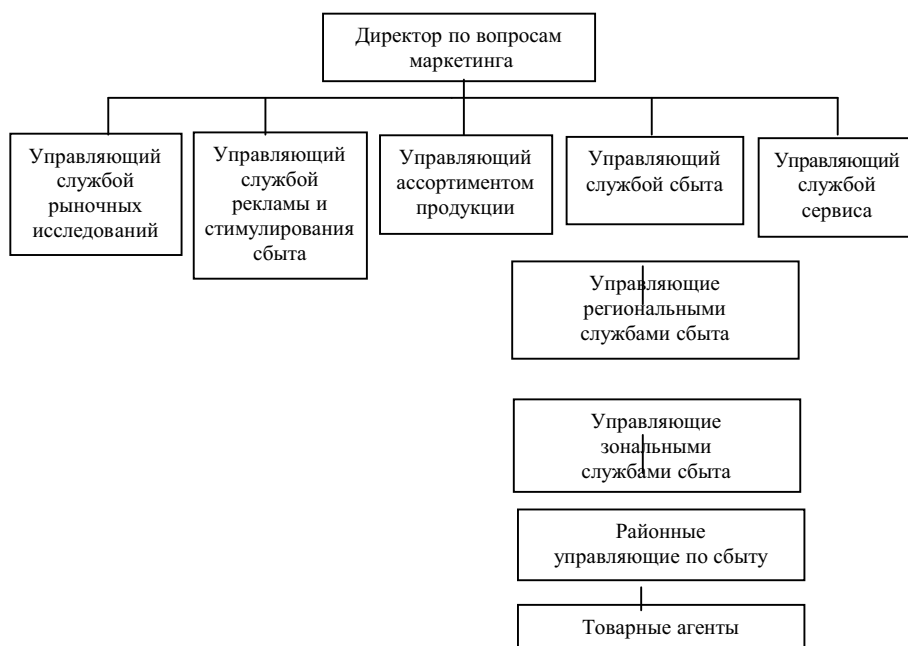 Директор по вопросам
маркетинга
Управляющий
службой
рыночных
исследований
Управляющий
службой
рекламы и
стимулирования
сбыта
Управляющий
ассортиментом
продукции
Управляющий
службой сбыта
Управляющий
службой
сервиса
Управляющие
региональными
службами сбыта
Управляющие
зональными
службами сбыта
Районные
управляющие по сбыту
Товарные агенты